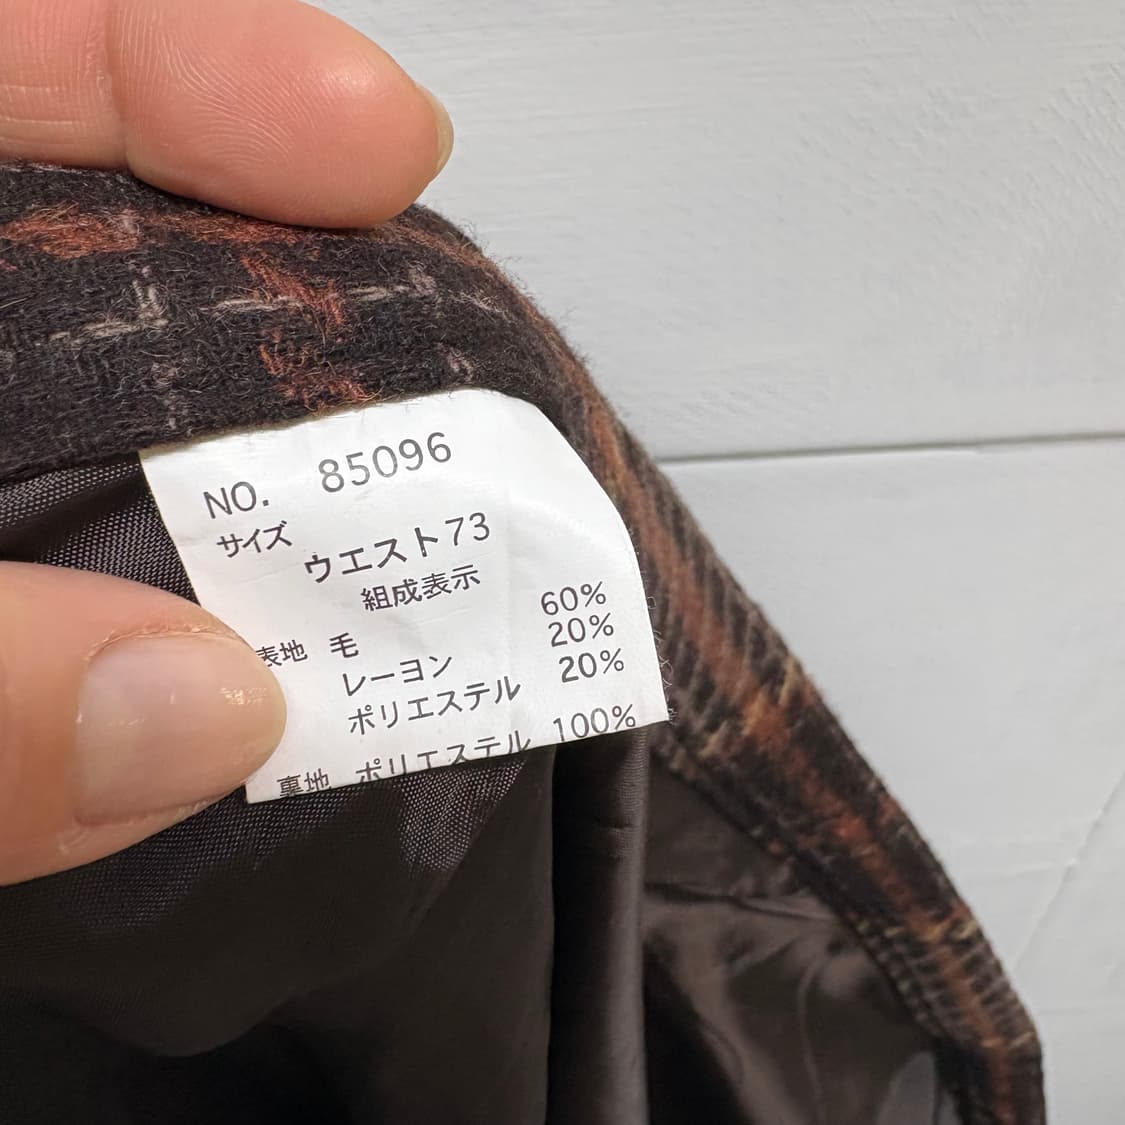 NO. 85096
サイズ
ウエスト73
組成表示
表地 毛 60%
レーヨン 20%
ポリエステル 20%
裏地 ポリエステル 100%